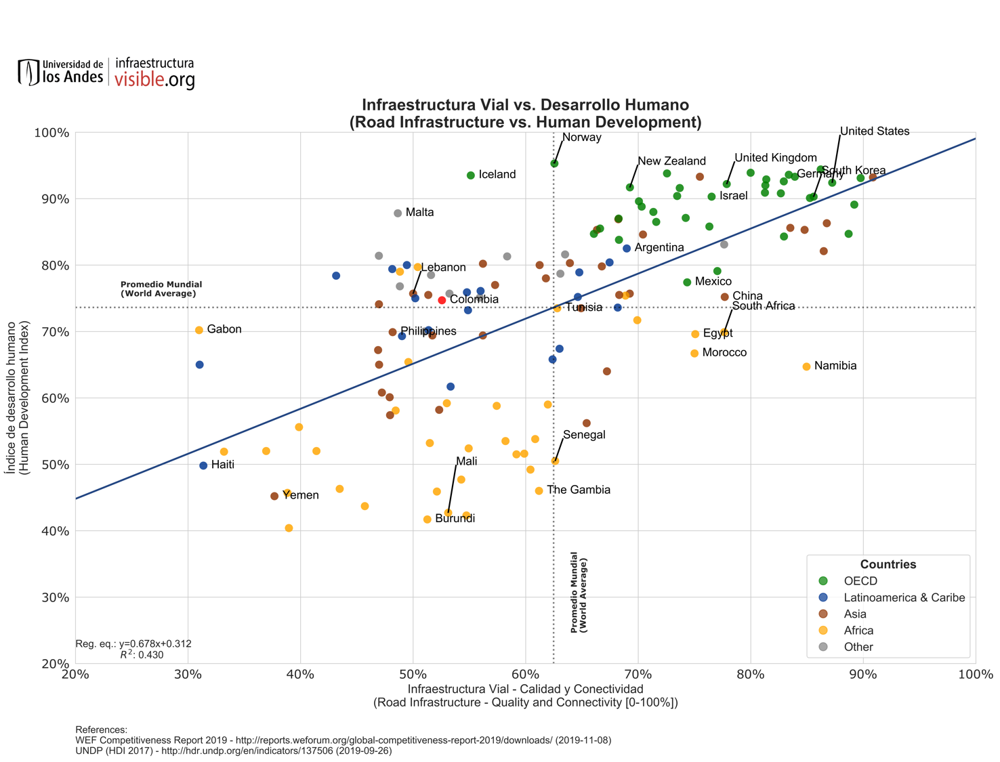 Universidad de
los Andes
infraestructura
visible.org
Infraestructura Vial vs. Desarrollo Humano
(Road Infrastructure vs. Human Development)
100%
90%
80%
70%
60%
50%
40%
30%
20%
Índice de desarrollo humano
(Human Development Index)
United States
Norway
United Kingdom
New Zealand
South Korea
Germany
Iceland
Israel
Malta
Argentina
Lebanon
Mexico
Promedio Mundial
(World Average)
Colombia
China
Tunisia
South Africa
Gabon
Philippines
Egypt
Morocco
Namibia
Senegal
Haiti
Mali
The Gambia
Yemen
Burundi
Promedio Mundial
(World Average)
Countries
OECD
Latinoamerica & Caribe
Asia
Africa
Other
Reg. eq.: y=0.678x+0.312
R²: 0.430
20%
30%
40%
50%
60%
70%
80%
90%
100%
Infraestructura Vial - Calidad y Conectividad
(Road Infrastructure - Quality and Connectivity [0-100%])
References:
WEF Competitiveness Report 2019 - http://reports.weforum.org/global-competitiveness-report-2019/downloads/ (2019-11-08)
UNDP (HDI 2017) - http://hdr.undp.org/en/indicators/137506 (2019-09-26)